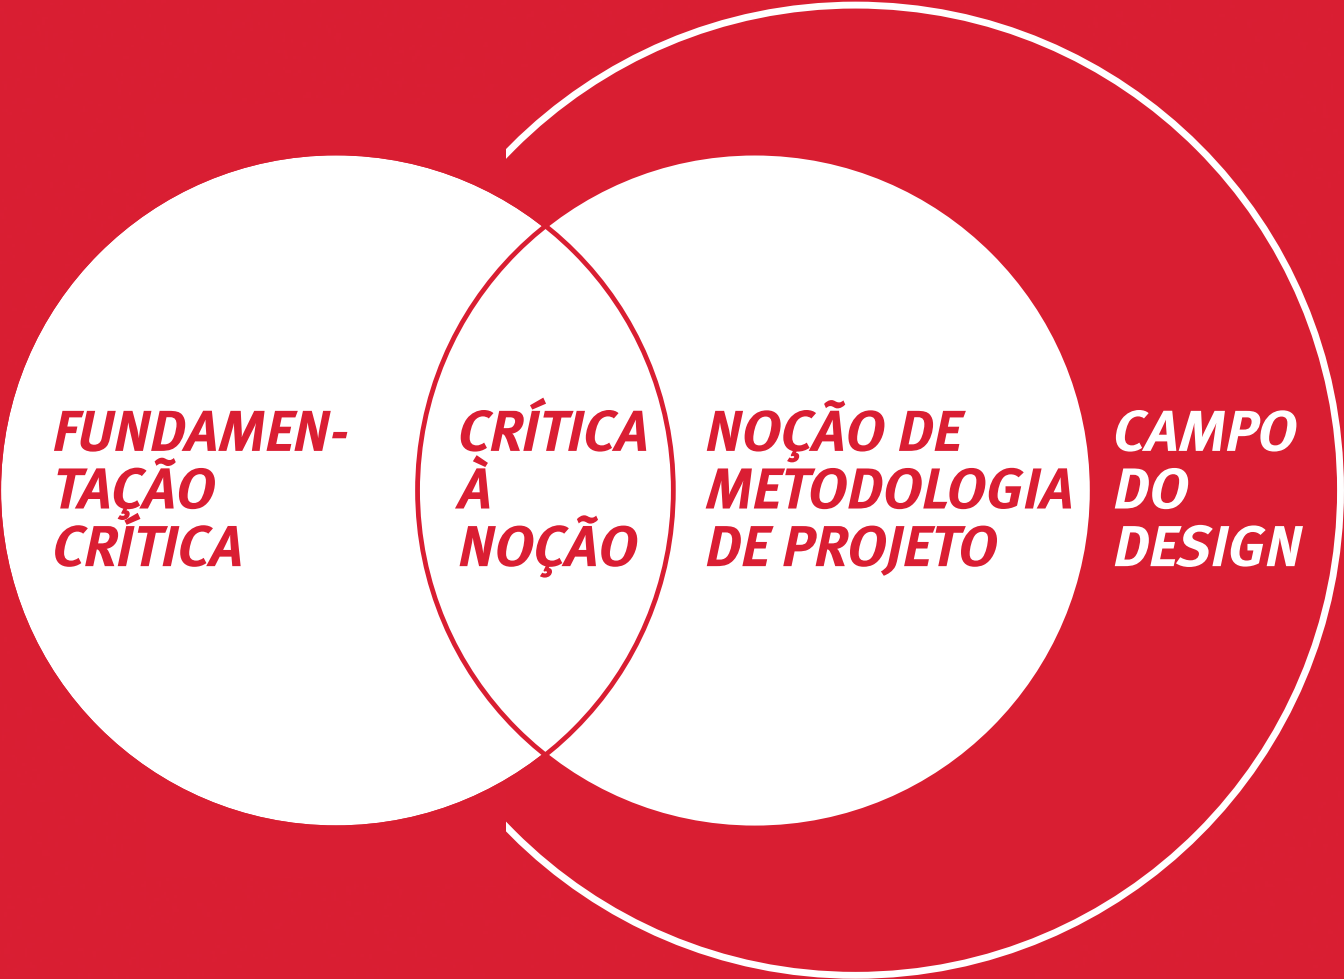 FUNDAMEN-
TAÇÃO
CRÍTICA
CRÍTICA
À
NOÇÃO
NOÇÃO DE
METODOLOGIA
DE PROJETO
CAMPO
DO
DESIGN